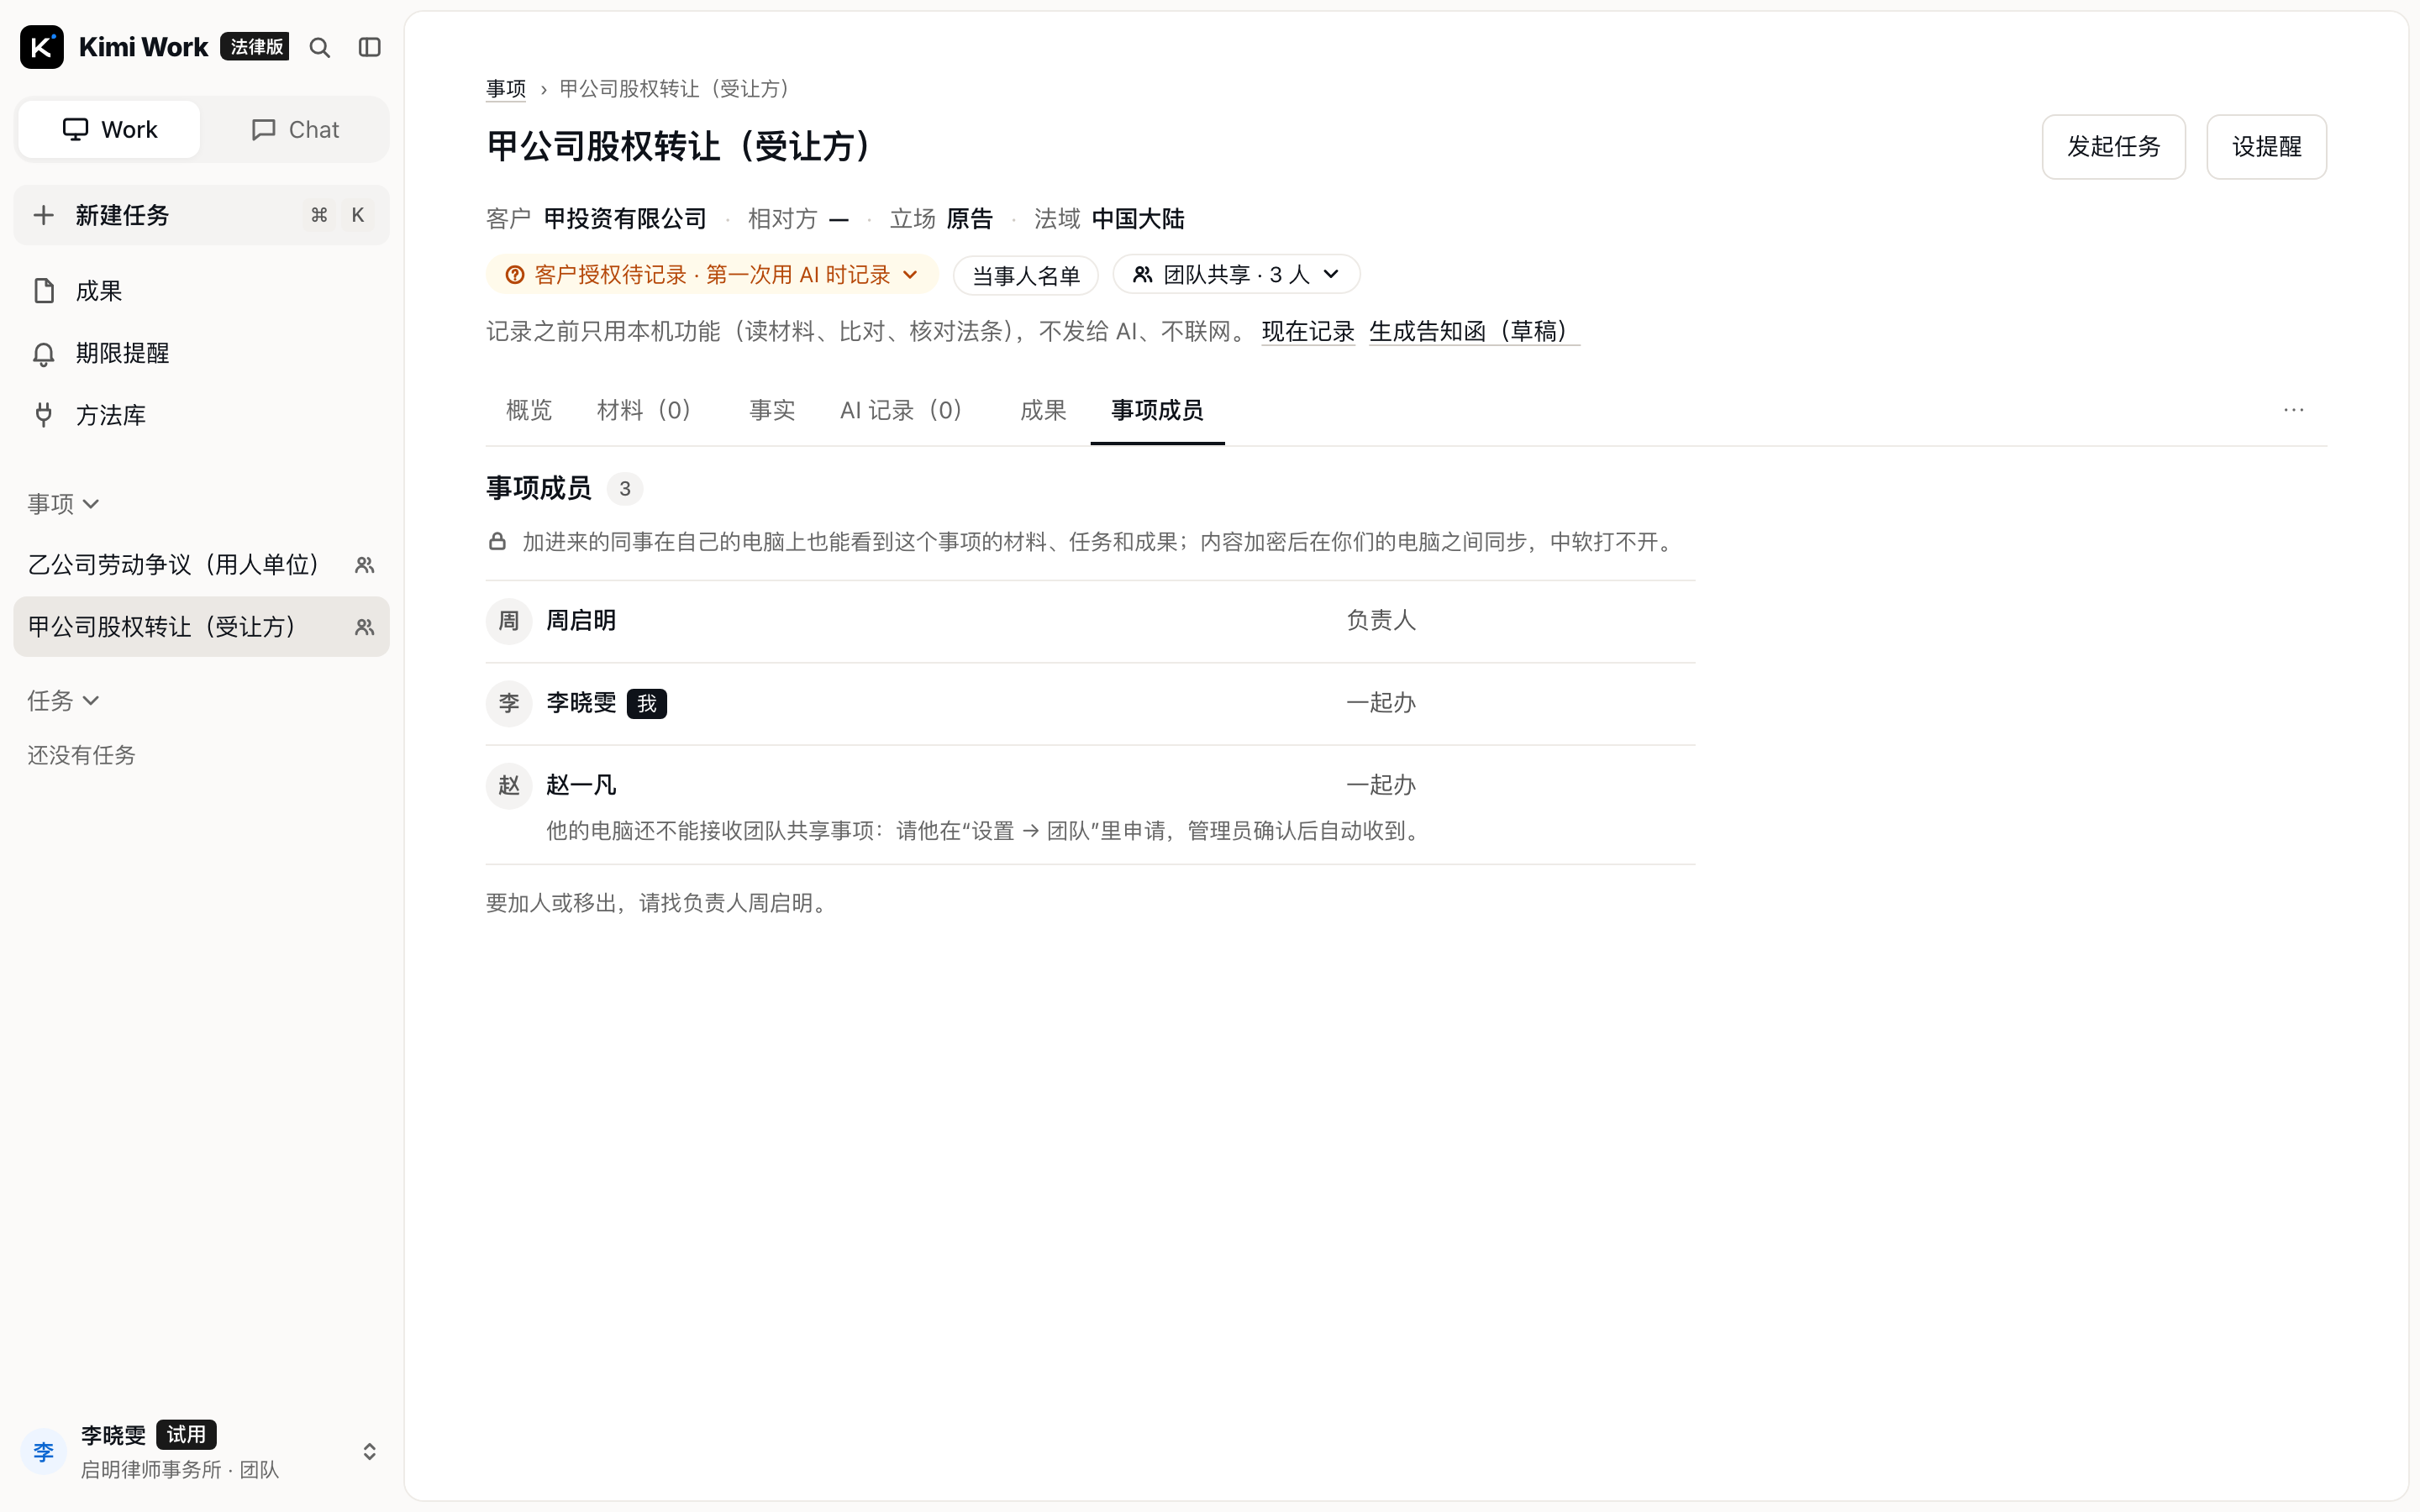 Kimi Work 法律版
Work
Chat
新建任务 ⌘ K
成果
期限提醒
方法库
事项
乙公司劳动争议（用人单位）
甲公司股权转让（受让方）
任务
还没有任务
李晓雯 试用
启明律师事务所 · 团队
李
事项 › 甲公司股权转让（受让方）
甲公司股权转让（受让方）
发起任务
设提醒
客户 甲投资有限公司 · 相对方 — · 立场 原告 · 法域 中国大陆
客户授权待记录 · 第一次用 AI 时记录
当事人名单
团队共享 · 3 人
记录之前只用本机功能（读材料、比对、核对法条），不发给 AI、不联网。 现在记录 生成告知函（草稿）
概览 材料（0） 事实 AI 记录（0） 成果 事项成员 ···
事项成员 3
加进来的同事在自己的电脑上也能看到这个事项的材料、任务和成果；内容加密后在你们的电脑之间同步，中软打不开。
周 周启明 负责人
李 李晓雯 我 一起办
赵 赵一凡 一起办
他的电脑还不能接收团队共享事项：请他在“设置 → 团队”里申请，管理员确认后自动收到。
要加人或移出，请找负责人周启明。